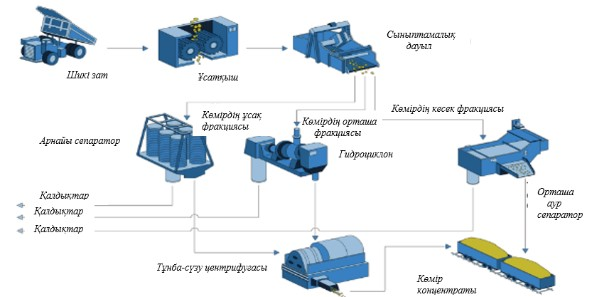 Шикі зат
Ұсатқыш
Сыныптамалық
дауыл
Көмірдің ұсақ
фракциясы
Көмірдің орташа
фракциясы
Көмірдің кесек фракциясы
Арнайы сепаратор
Гидроциклон
Орташа
аур
сепаратор
Қалдықтар
Қалдықтар
Қалдықтар
Тұнба-сүзу центрифугасы
Көмір
концентраты